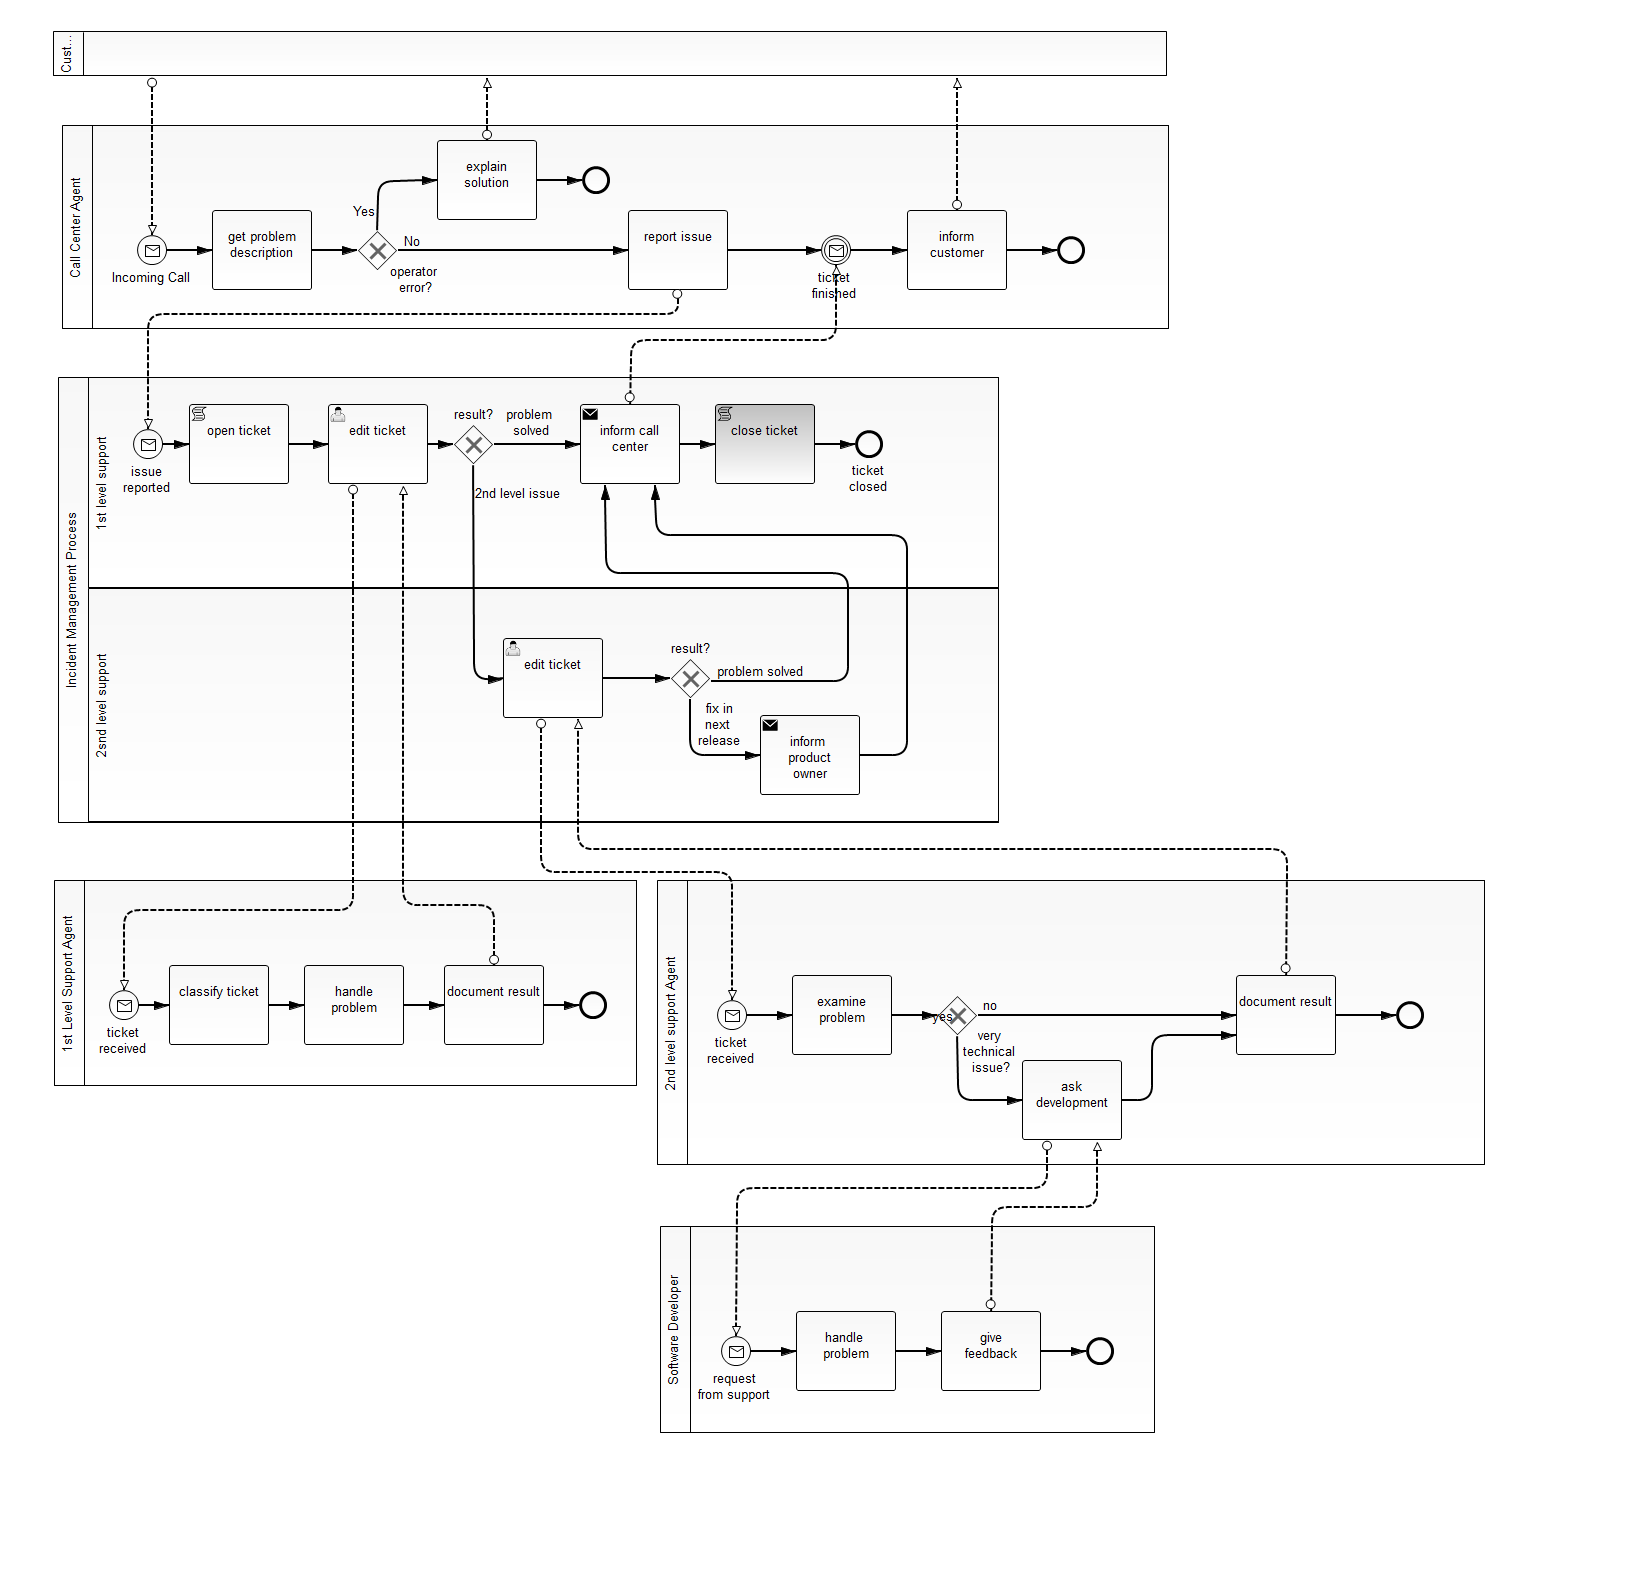 Cust...
Call Center Agent
explain
solution
Yes
get problem
description
No
report issue
inform
customer
Incoming Call
operator
error?
ticket
finished
Incident Management Process
1st level support
result?
problem
solved
open ticket
edit ticket
inform call
center
close ticket
issue
reported
ticket
closed
2nd level issue
2snd level support
result?
edit ticket
problem solved
fix in
next
release
inform
product
owner
1st Level Support Agent
classify ticket
handle
problem
document result
ticket
received
2nd level support Agent
examine
problem
yes
no
document result
ticket
received
very
technical
issue?
ask
development
Software Developer
handle
problem
give
feedback
request
from support